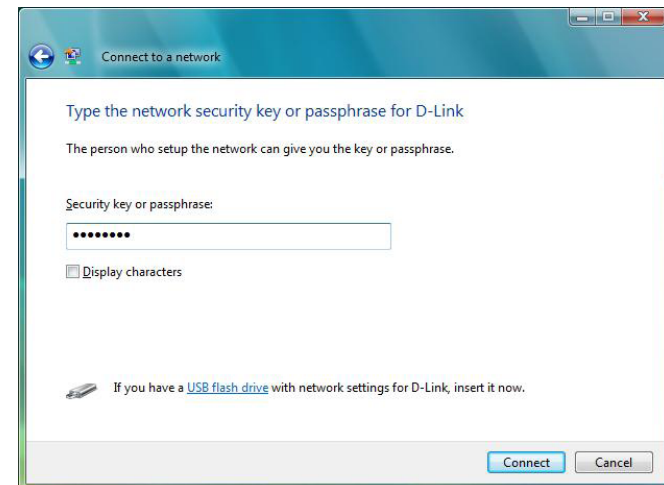 Connect to a network
Type the network security key or passphrase for D-Link
The person who setup the network can give you the key or passphrase.
Security key or passphrase:
••••••••
Display characters
If you have a USB flash drive with network settings for D-Link, insert it now.
Connect Cancel